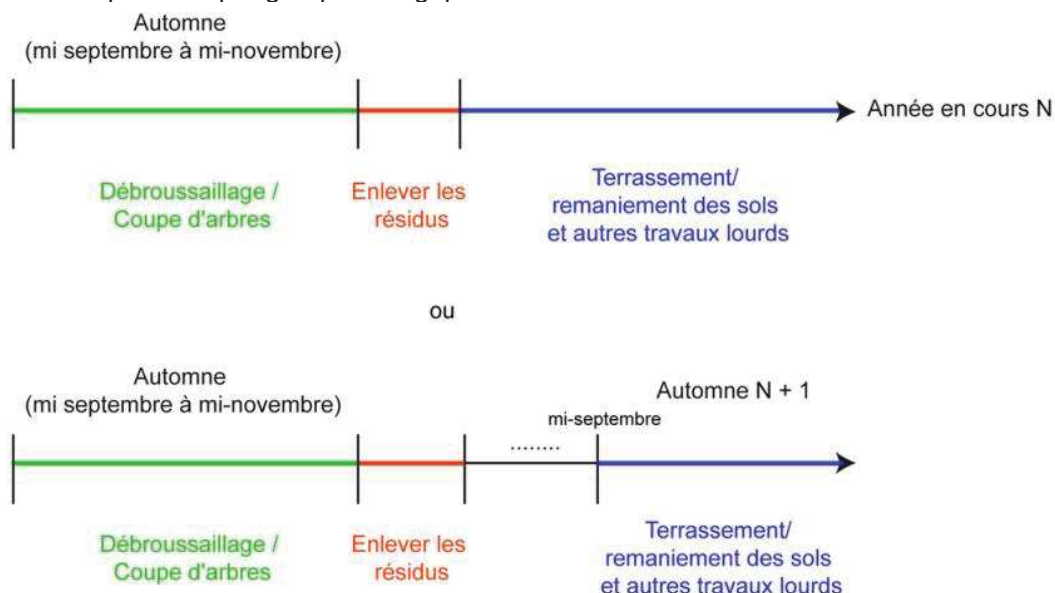 Automne
(mi septembre à mi-novembre)
Année en cours N
Débroussaillage /
Coupe d'arbres
Enlever les
résidus
Terrassement/
remaniement des sols
et autres travaux lourds
ou
Automne
(mi septembre à mi-novembre)
Automne N + 1
mi-septembre
........
Débroussaillage /
Coupe d'arbres
Enlever les
résidus
Terrassement/
remaniement des sols
et autres travaux lourds